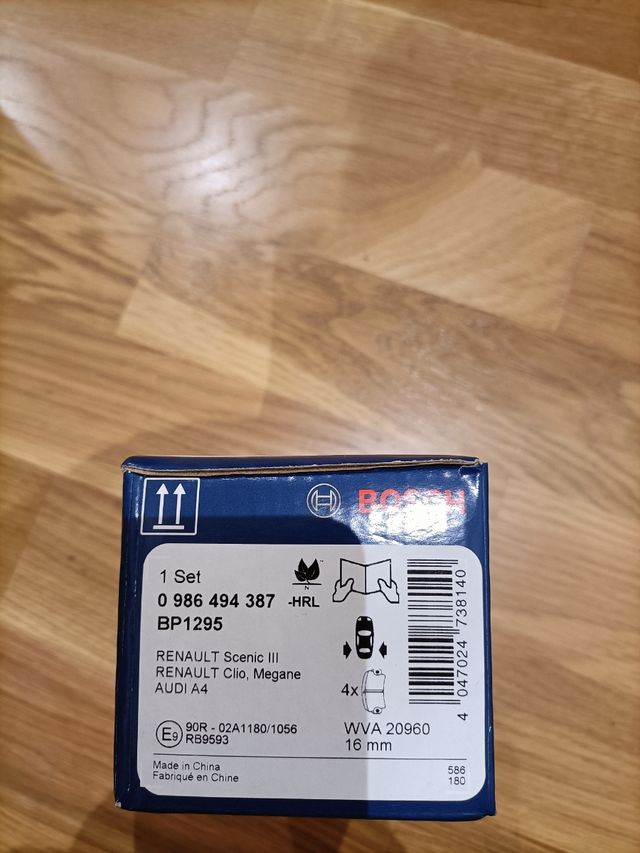 BOSCH
1 Set
0 986 494 387 -HRL
BP1295
RENAULT Scenic III
RENAULT Clio, Megane
AUDI A4
4x
E9 90R - 02A1180/1056
RB9593
WVA 20960
16 mm
Made in China
Fabriqué en Chine
586
180
4 047024 738140
N